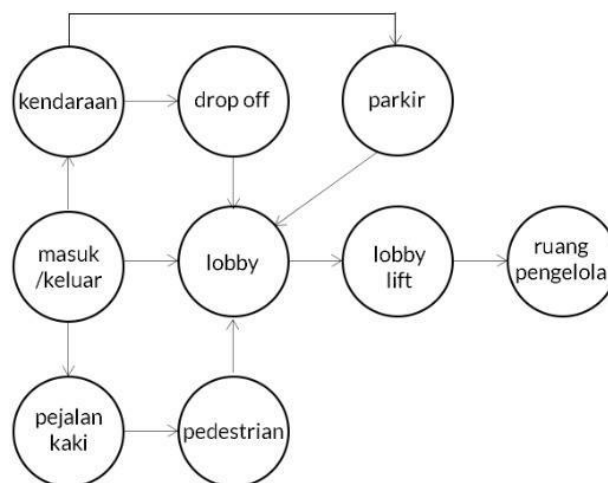 kendaraan
drop off
parkir
masuk
/keluar
lobby
lobby
lift
ruang
pengelola
pejalan
kaki
pedestrian